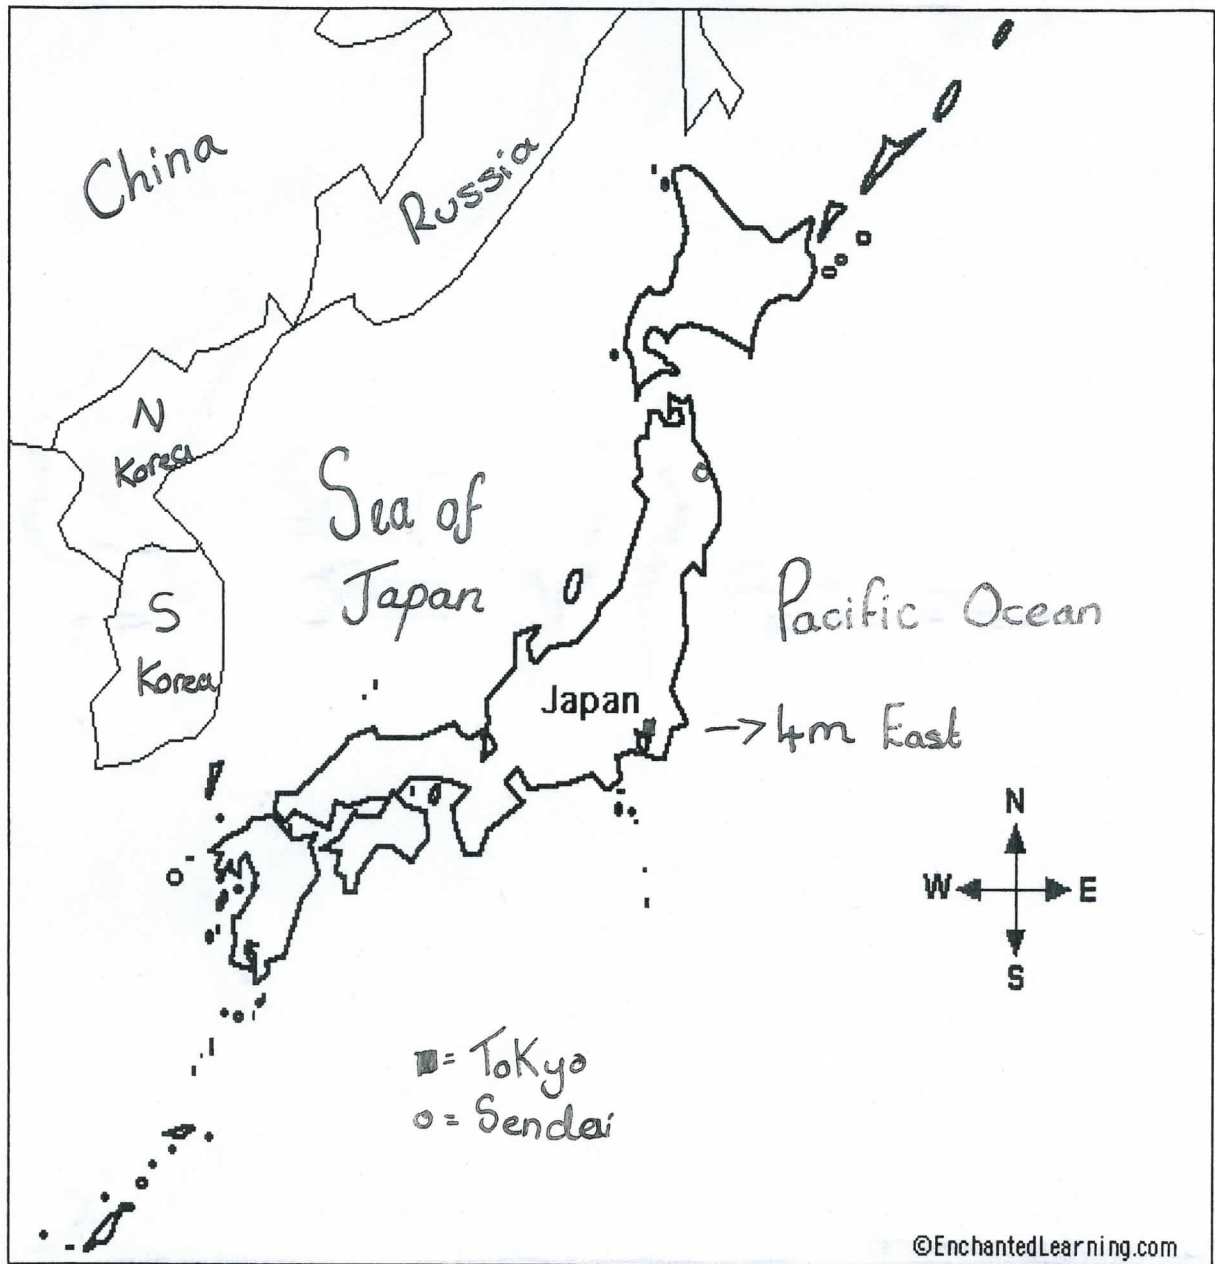 China
Russia
N
Korea
Sea of
Japan
S
Korea
Pacific Ocean
Japan
→ 4m East
N
W E
S
■ = Tokyo
o = Sendai
©EnchantedLearning.com